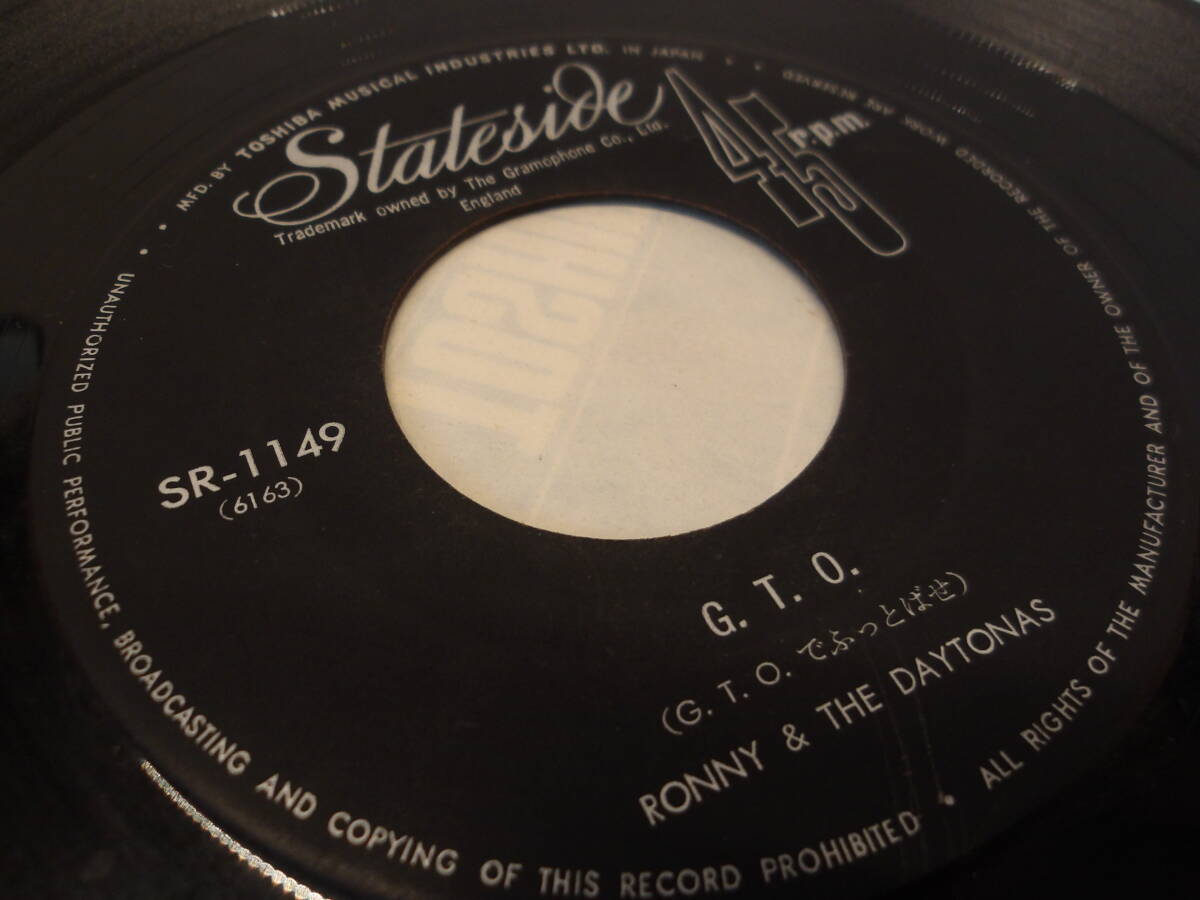 MFD. BY TOSHIBA MUSICAL INDUSTRIES LTD. IN JAPAN
Stateside
Trademark owned by The Gramophone Co., Ltd.
England
45
r.p.m.
SR-1149
(6163)
G. T. O.
(G. T. O. でふっとばせ)
RONNY & THE DAYTONAS
ALL RIGHTS OF THE MANUFACTURER AND OF THE OWNER OF THE RECORDED WORK ARE RESERVED
UNAUTHORIZED PUBLIC PERFORMANCE, BROADCASTING AND COPYING OF THIS RECORD PROHIBITED